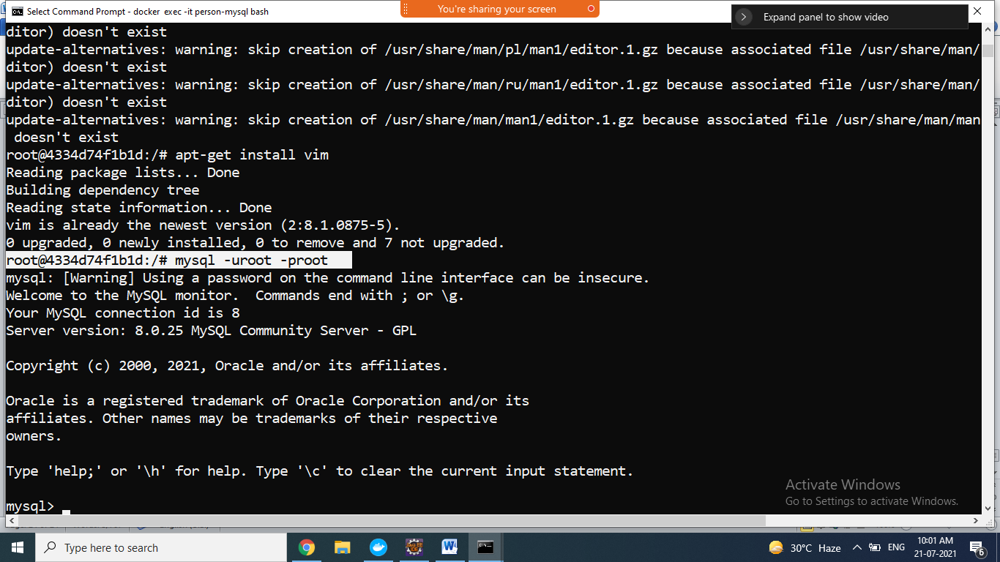 Select Command Prompt - docker exec -it person-mysql bash
You're sharing your screen
Expand panel to show video
ditor) doesn't exist
update-alternatives: warning: skip creation of /usr/share/man/pl/man1/editor.1.gz because associated file /usr/share/man/
ditor) doesn't exist
update-alternatives: warning: skip creation of /usr/share/man/ru/man1/editor.1.gz because associated file /usr/share/man/
ditor) doesn't exist
update-alternatives: warning: skip creation of /usr/share/man/man1/editor.1.gz because associated file /usr/share/man/man
 doesn't exist
root@4334d74f1b1d:/# apt-get install vim
Reading package lists... Done
Building dependency tree
Reading state information... Done
vim is already the newest version (2:8.1.0875-5).
0 upgraded, 0 newly installed, 0 to remove and 7 not upgraded.
root@4334d74f1b1d:/# mysql -uroot -proot
mysql: [Warning] Using a password on the command line interface can be insecure.
Welcome to the MySQL monitor.  Commands end with ; or \g.
Your MySQL connection id is 8
Server version: 8.0.25 MySQL Community Server - GPL
Copyright (c) 2000, 2021, Oracle and/or its affiliates.
Oracle is a registered trademark of Oracle Corporation and/or its
affiliates. Other names may be trademarks of their respective
owners.
Type 'help;' or '\h' for help. Type '\c' to clear the current input statement.
mysql>
Activate Windows
Go to Settings to activate Windows.
Type here to search
30°C Haze
ENG
10:01 AM
21-07-2021
6